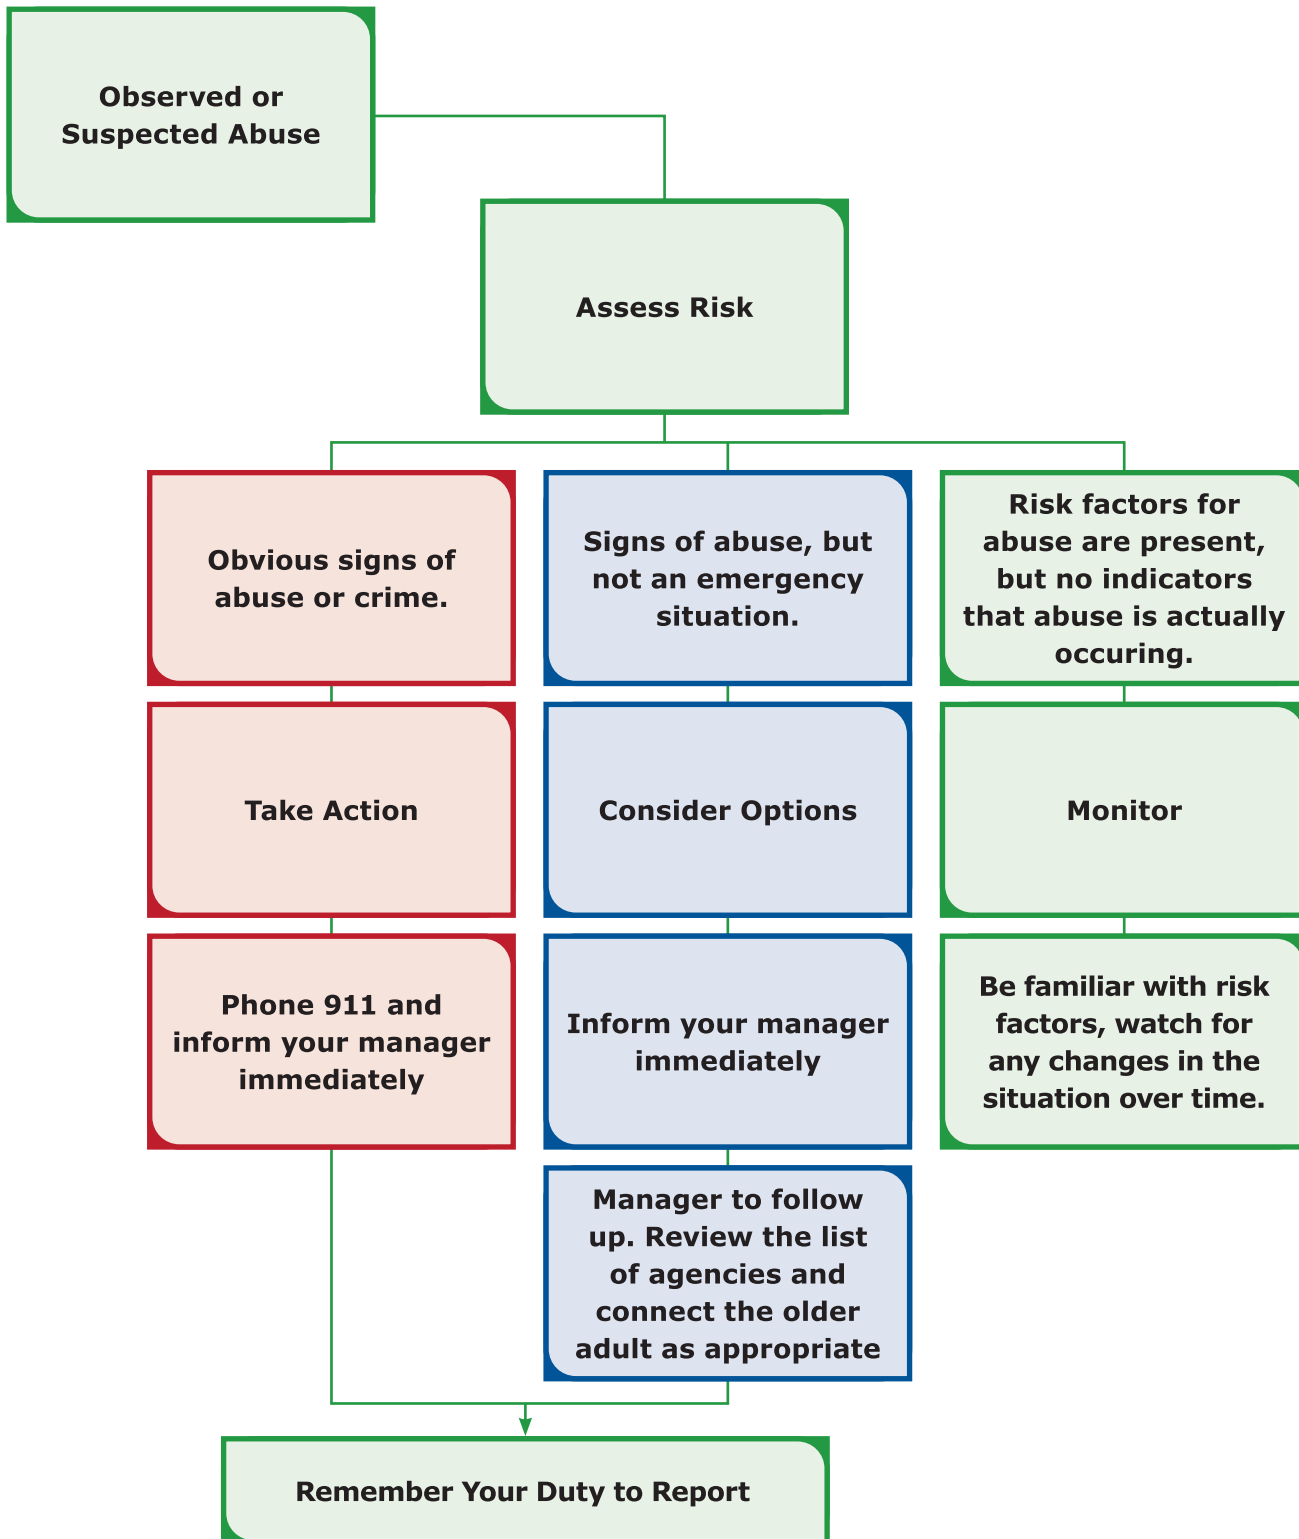 Observed or
Suspected Abuse
Assess Risk
Obvious signs of
abuse or crime.
Signs of abuse, but
not an emergency
situation.
Risk factors for
abuse are present,
but no indicators
that abuse is actually
occuring.
Take Action
Consider Options
Monitor
Phone 911 and
inform your manager
immediately
Inform your manager
immediately
Be familiar with risk
factors, watch for
any changes in the
situation over time.
Manager to follow
up. Review the list
of agencies and
connect the older
adult as appropriate
Remember Your Duty to Report